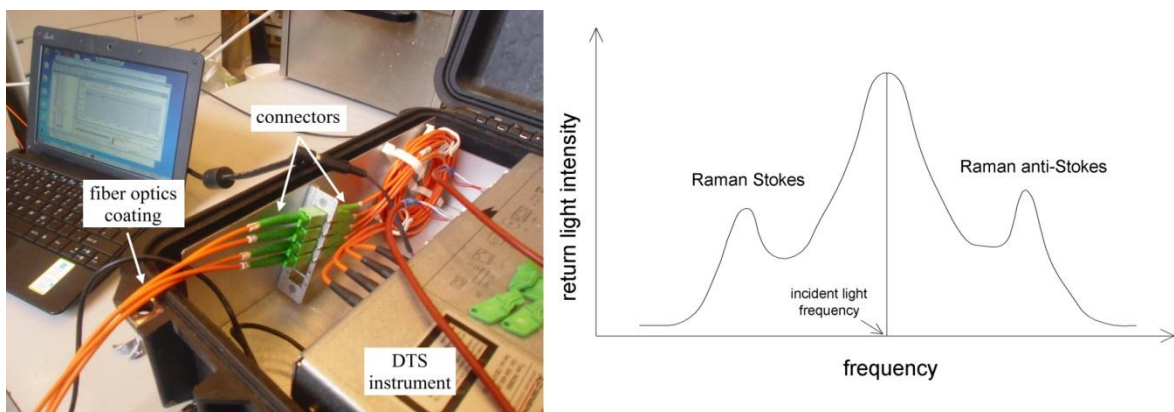 connectors
fiber optics
coating
DTS
instrument
return light intensity
Raman Stokes
Raman anti-Stokes
incident light
frequency
frequency